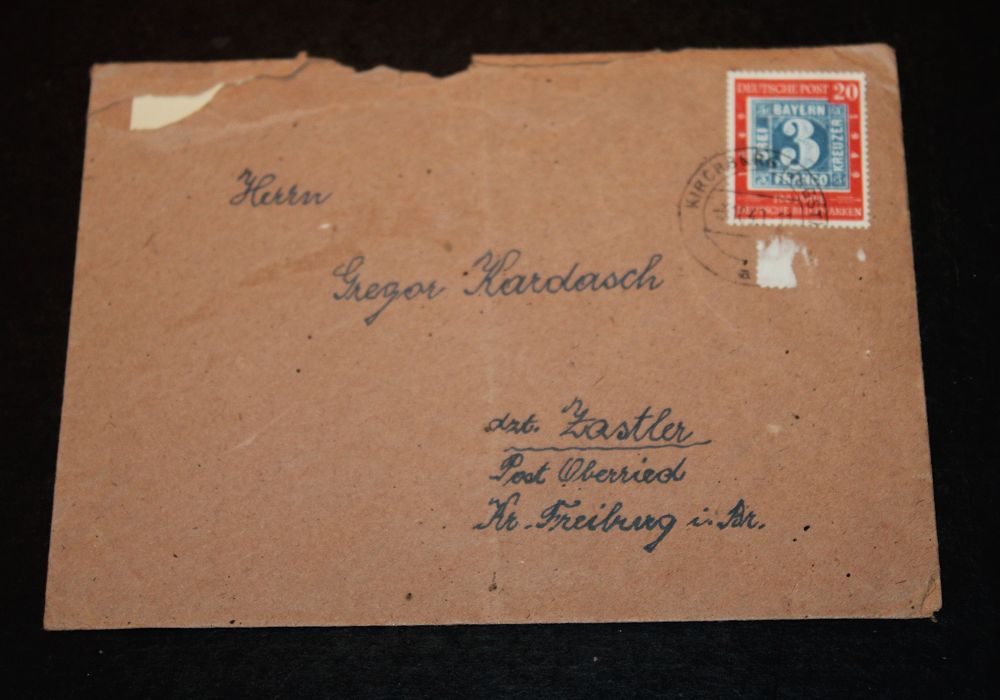 DEUTSCHE POST 20
BAYERN
3
KREUZER
FRANCO
1949
DEUTSCHE BRIEFMARKEN
Herrn
Gregor Kardasch
dzt. Zastler
Post Oberried
Kr. Freiburg i. Br.